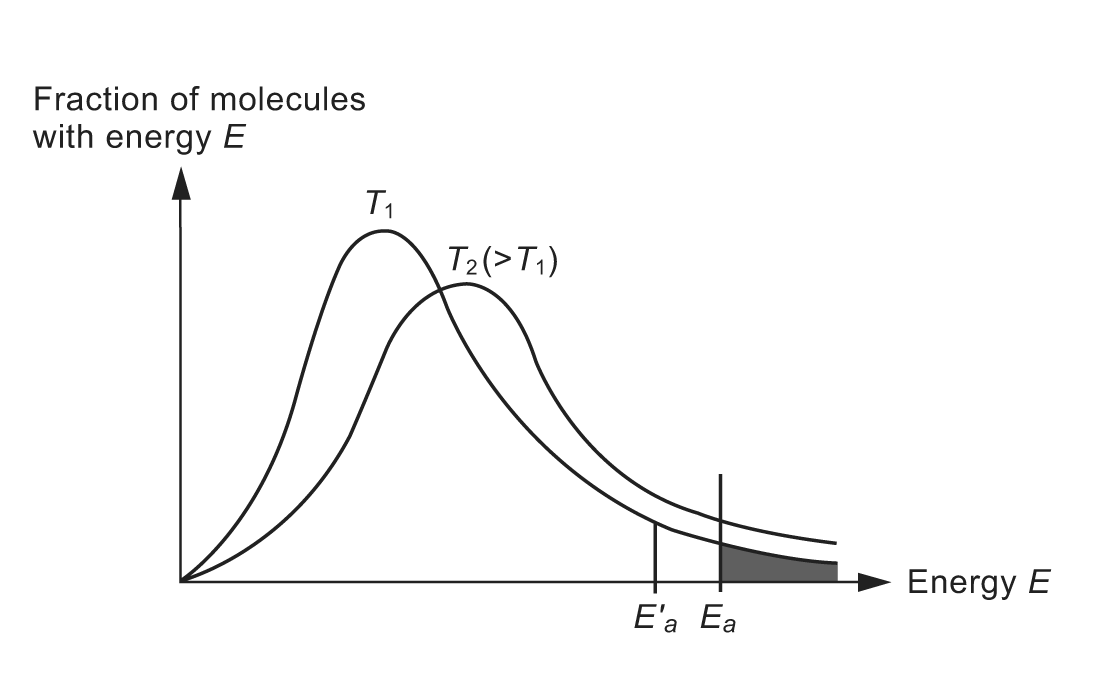 Fraction of molecules
with energy E
T₁
T₂(>T₁)
E'ₐ
Eₐ
Energy E